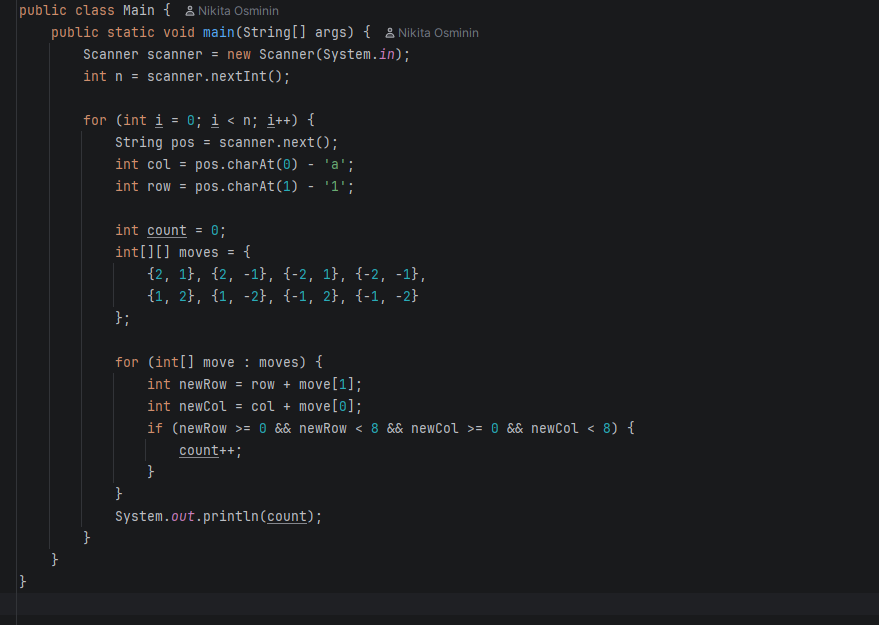 public class Main { Nikita Osminin
    public static void main(String[] args) { Nikita Osminin
        Scanner scanner = new Scanner(System.in);
        int n = scanner.nextInt();

        for (int i = 0; i < n; i++) {
            String pos = scanner.next();
            int col = pos.charAt(0) - 'a';
            int row = pos.charAt(1) - '1';

            int count = 0;
            int[][] moves = {
                {2, 1}, {2, -1}, {-2, 1}, {-2, -1},
                {1, 2}, {1, -2}, {-1, 2}, {-1, -2}
            };

            for (int[] move : moves) {
                int newRow = row + move[1];
                int newCol = col + move[0];
                if (newRow >= 0 && newRow < 8 && newCol >= 0 && newCol < 8) {
                    count++;
                }
            }
            System.out.println(count);
        }
    }
}